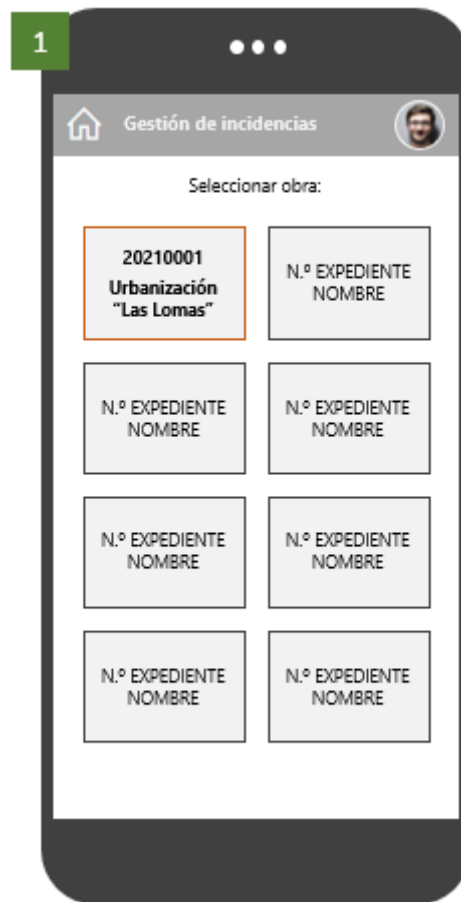 1
Gestión de incidencias
Seleccionar obra:
20210001
Urbanización
“Las Lomas”
N.º EXPEDIENTE
NOMBRE
N.º EXPEDIENTE
NOMBRE
N.º EXPEDIENTE
NOMBRE
N.º EXPEDIENTE
NOMBRE
N.º EXPEDIENTE
NOMBRE
N.º EXPEDIENTE
NOMBRE
N.º EXPEDIENTE
NOMBRE